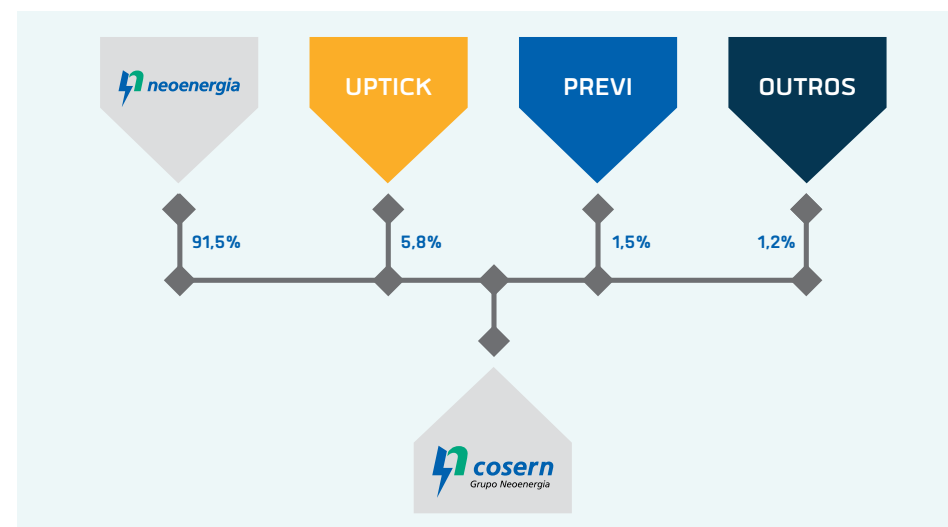 neoenergia
UPTICK
PREVI
OUTROS
91,5%
5,8%
1,5%
1,2%
cosern
Grupo Neoenergia